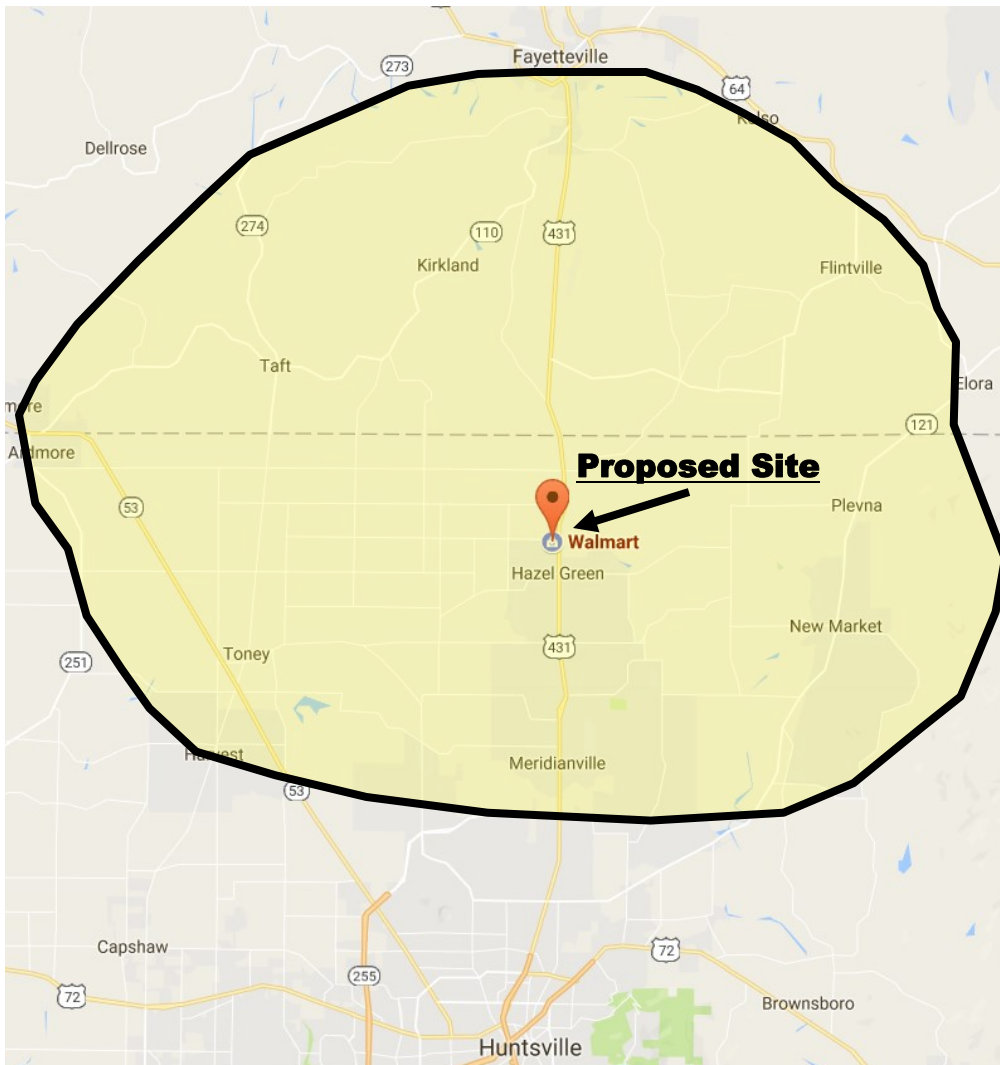 Fayetteville
273
64
Kelso
Dellrose
274
110
431
Kirkland
Flintville
Taft
Elora
more
121
Ardmore
Proposed Site
53
Plevna
Walmart
Hazel Green
New Market
431
Toney
251
Harvest
Meridianville
53
Capshaw
72
255
72
Brownsboro
Huntsville